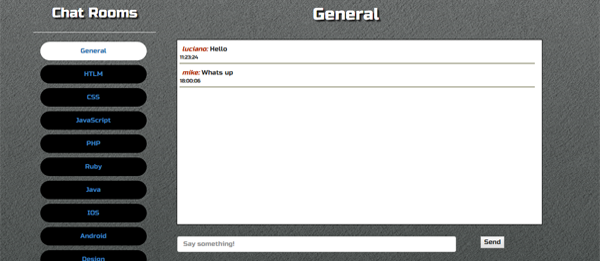 Chat Rooms
General
HTLM
CSS
JavaScript
PHP
Ruby
Java
IOS
Android
Design
General
luciano: Hello
11:23:24
mike: Whats up
18:00:06
Say something!
Send